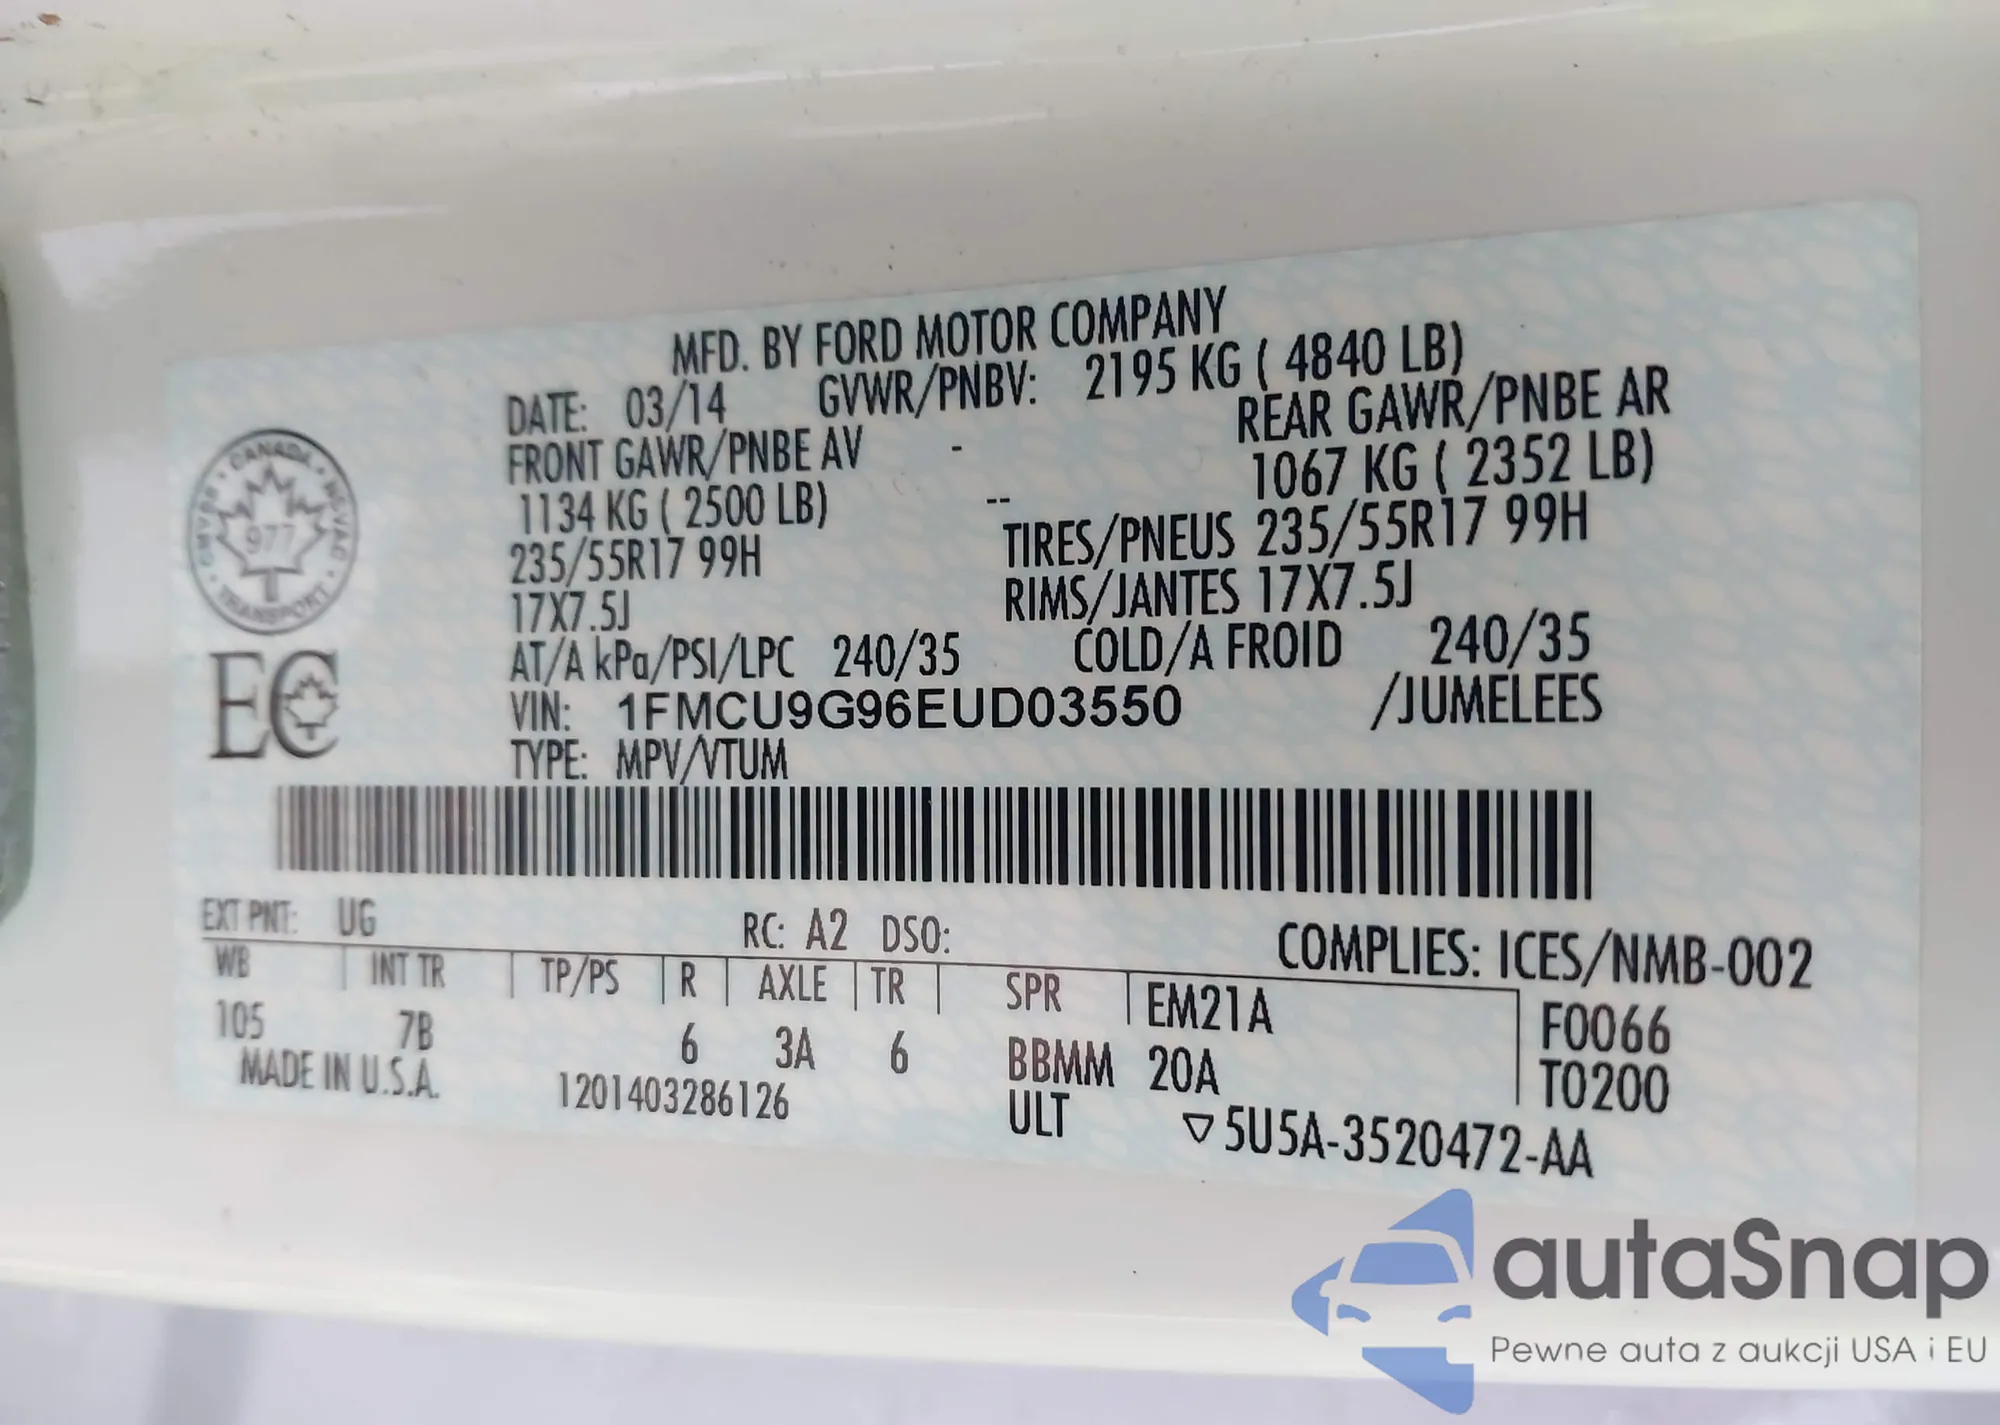 MFD. BY FORD MOTOR COMPANY
DATE: 03/14 GVWR/PNBV: 2195 KG ( 4840 LB)
FRONT GAWR/PNBE AV - REAR GAWR/PNBE AR
1134 KG ( 2500 LB) -- 1067 KG ( 2352 LB)
235/55R17 99H TIRES/PNEUS 235/55R17 99H
17X7.5J RIMS/JANTES 17X7.5J
AT/A kPa/PSI/LPC 240/35 COLD/A FROID 240/35
VIN: 1FMCU9G96EUD03550 /JUMELEES
TYPE: MPV/VTUM
CANADA
CMVSS NSVAC
977
TRANSPORT
EC
EXT PNT: UG RC: A2 DSO: COMPLIES: ICES/NMB-002
WB INT TR TP/PS R AXLE TR SPR EM21A F0066
105 7B 6 3A 6 BBMM 20A T0200
MADE IN U.S.A. 1201403286126 ULT 5U5A-3520472-AA
autaSnap
Pewne auta z aukcji USA i EU